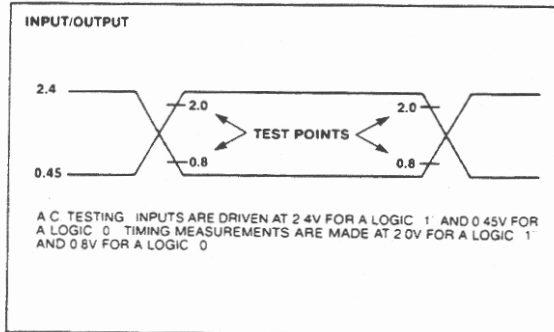 INPUT/OUTPUT
2.4
2.0
2.0
TEST POINTS
0.8
0.8
0.45
A C TESTING INPUTS ARE DRIVEN AT 2 4V FOR A LOGIC 1 AND 0 45V FOR
A LOGIC 0 TIMING MEASUREMENTS ARE MADE AT 2 0V FOR A LOGIC 1
AND 0 8V FOR A LOGIC 0